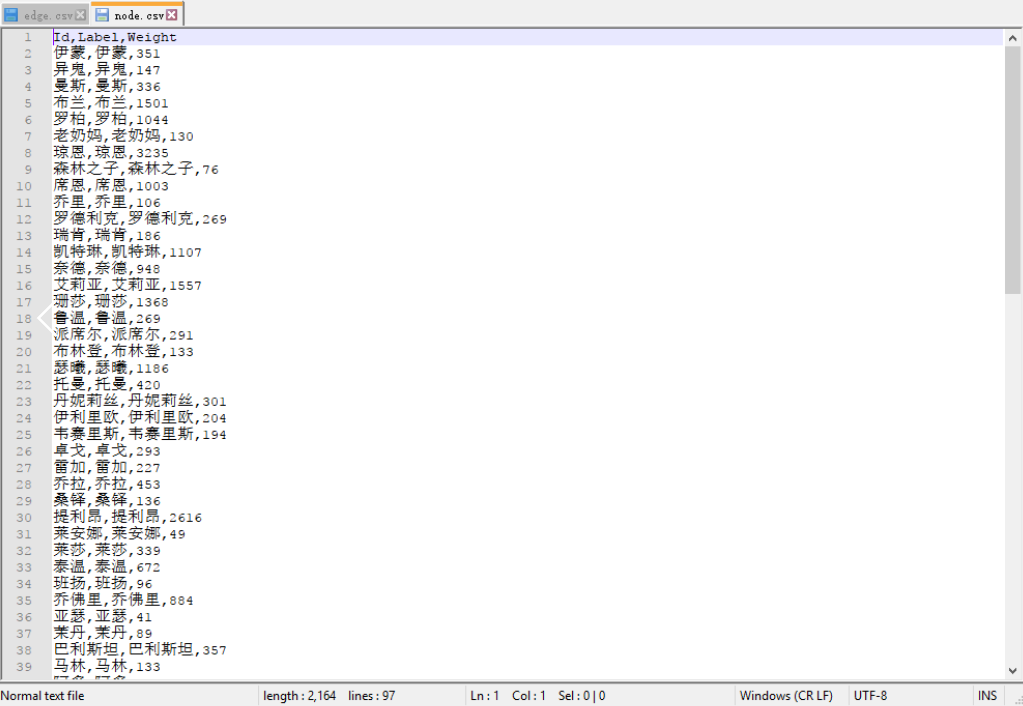 edge.csv node.csv
1 Id,Label,Weight
2 伊蒙,伊蒙,351
3 异鬼,异鬼,147
4 曼斯,曼斯,336
5 布兰,布兰,1501
6 罗柏,罗柏,1044
7 老奶妈,老奶妈,130
8 琼恩,琼恩,3235
9 森林之子,森林之子,76
10 席恩,席恩,1003
11 乔里,乔里,106
12 罗德利克,罗德利克,269
13 瑞肯,瑞肯,186
14 凯特琳,凯特琳,1107
15 奈德,奈德,948
16 艾莉亚,艾莉亚,1557
17 珊莎,珊莎,1368
18 鲁温,鲁温,269
19 派席尔,派席尔,291
20 布林登,布林登,133
21 瑟曦,瑟曦,1186
22 托曼,托曼,420
23 丹妮莉丝,丹妮莉丝,301
24 伊利里欧,伊利里欧,204
25 韦赛里斯,韦赛里斯,194
26 卓戈,卓戈,293
27 雷加,雷加,227
28 乔拉,乔拉,453
29 桑铎,桑铎,136
30 提利昂,提利昂,2616
31 莱安娜,莱安娜,49
32 莱莎,莱莎,339
33 泰温,泰温,672
34 班扬,班扬,96
35 乔佛里,乔佛里,884
36 亚瑟,亚瑟,41
37 茉丹,茉丹,89
38 巴利斯坦,巴利斯坦,357
39 马林,马林,133
Normal text file length : 2,164 lines : 97 Ln : 1 Col : 1 Sel : 0 | 0 Windows (CR LF) UTF-8 INS